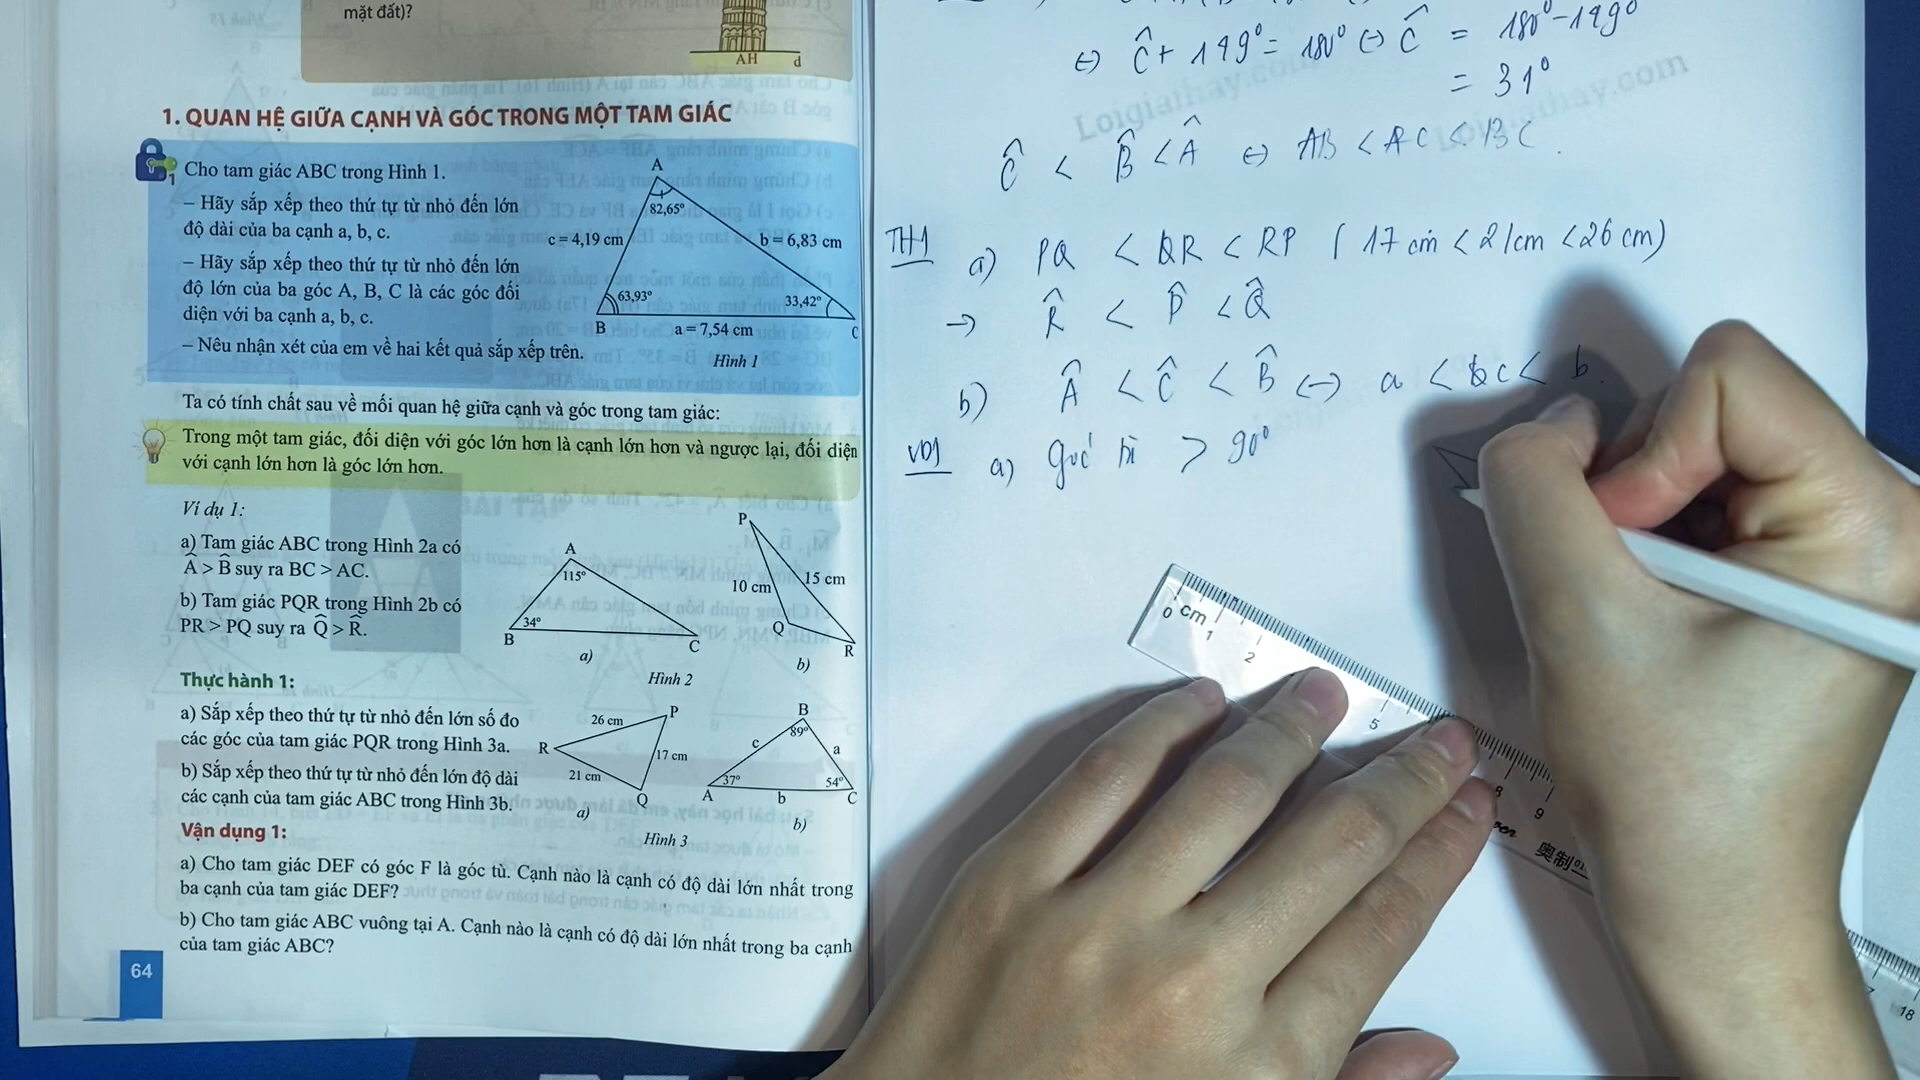 mặt đất)?
AH d
1. QUAN HỆ GIỮA CẠNH VÀ GÓC TRONG MỘT TAM GIÁC
1
Cho tam giác ABC trong Hình 1.
– Hãy sắp xếp theo thứ tự từ nhỏ đến lớn
độ dài của ba cạnh a, b, c.
– Hãy sắp xếp theo thứ tự từ nhỏ đến lớn
độ lớn của ba góc A, B, C là các góc đối
diện với ba cạnh a, b, c.
– Nêu nhận xét của em về hai kết quả sắp xếp trên.
A
82,65°
c = 4,19 cm
b = 6,83 cm
63,93°
33,42°
B
a = 7,54 cm
C
Hình 1
Ta có tính chất sau về mối quan hệ giữa cạnh và góc trong tam giác:
Trong một tam giác, đối diện với góc lớn hơn là cạnh lớn hơn và ngược lại, đối diện
với cạnh lớn hơn là góc lớn hơn.
Ví dụ 1:
a) Tam giác ABC trong Hình 2a có
Â > B̂ suy ra BC > AC.
b) Tam giác PQR trong Hình 2b có
PR > PQ suy ra Q̂ > R̂.
A
115°
34°
B
C
a)
P
10 cm
15 cm
Q
R
b)
Hình 2
Thực hành 1:
a) Sắp xếp theo thứ tự từ nhỏ đến lớn số đo
các góc của tam giác PQR trong Hình 3a.
b) Sắp xếp theo thứ tự từ nhỏ đến lớn độ dài
các cạnh của tam giác ABC trong Hình 3b.
26 cm
P
R
17 cm
21 cm
Q
a)
B
89°
c
a
37°
54°
A
b
C
b)
Hình 3
Vận dụng 1:
a) Cho tam giác DEF có góc F là góc tù. Cạnh nào là cạnh có độ dài lớn nhất trong
ba cạnh của tam giác DEF?
b) Cho tam giác ABC vuông tại A. Cạnh nào là cạnh có độ dài lớn nhất trong ba cạnh
của tam giác ABC?
64
⇔ Ĉ + 149° = 180° ⇔ Ĉ = 180° - 149°
= 31°
Loigiaihay.com
Loigiaihay.com
Ĉ < B̂ < Â ⇔ AB < AC < BC.
TH1 a) PQ < QR < RP (17 cm < 21cm < 26 cm)
→ R̂ < P̂ < Q̂
b) Â < Ĉ < B̂ ⇔ a < c < b.
VD1 a) góc tù > 90°
0 cm 1 2 5 8 9
奥制
18